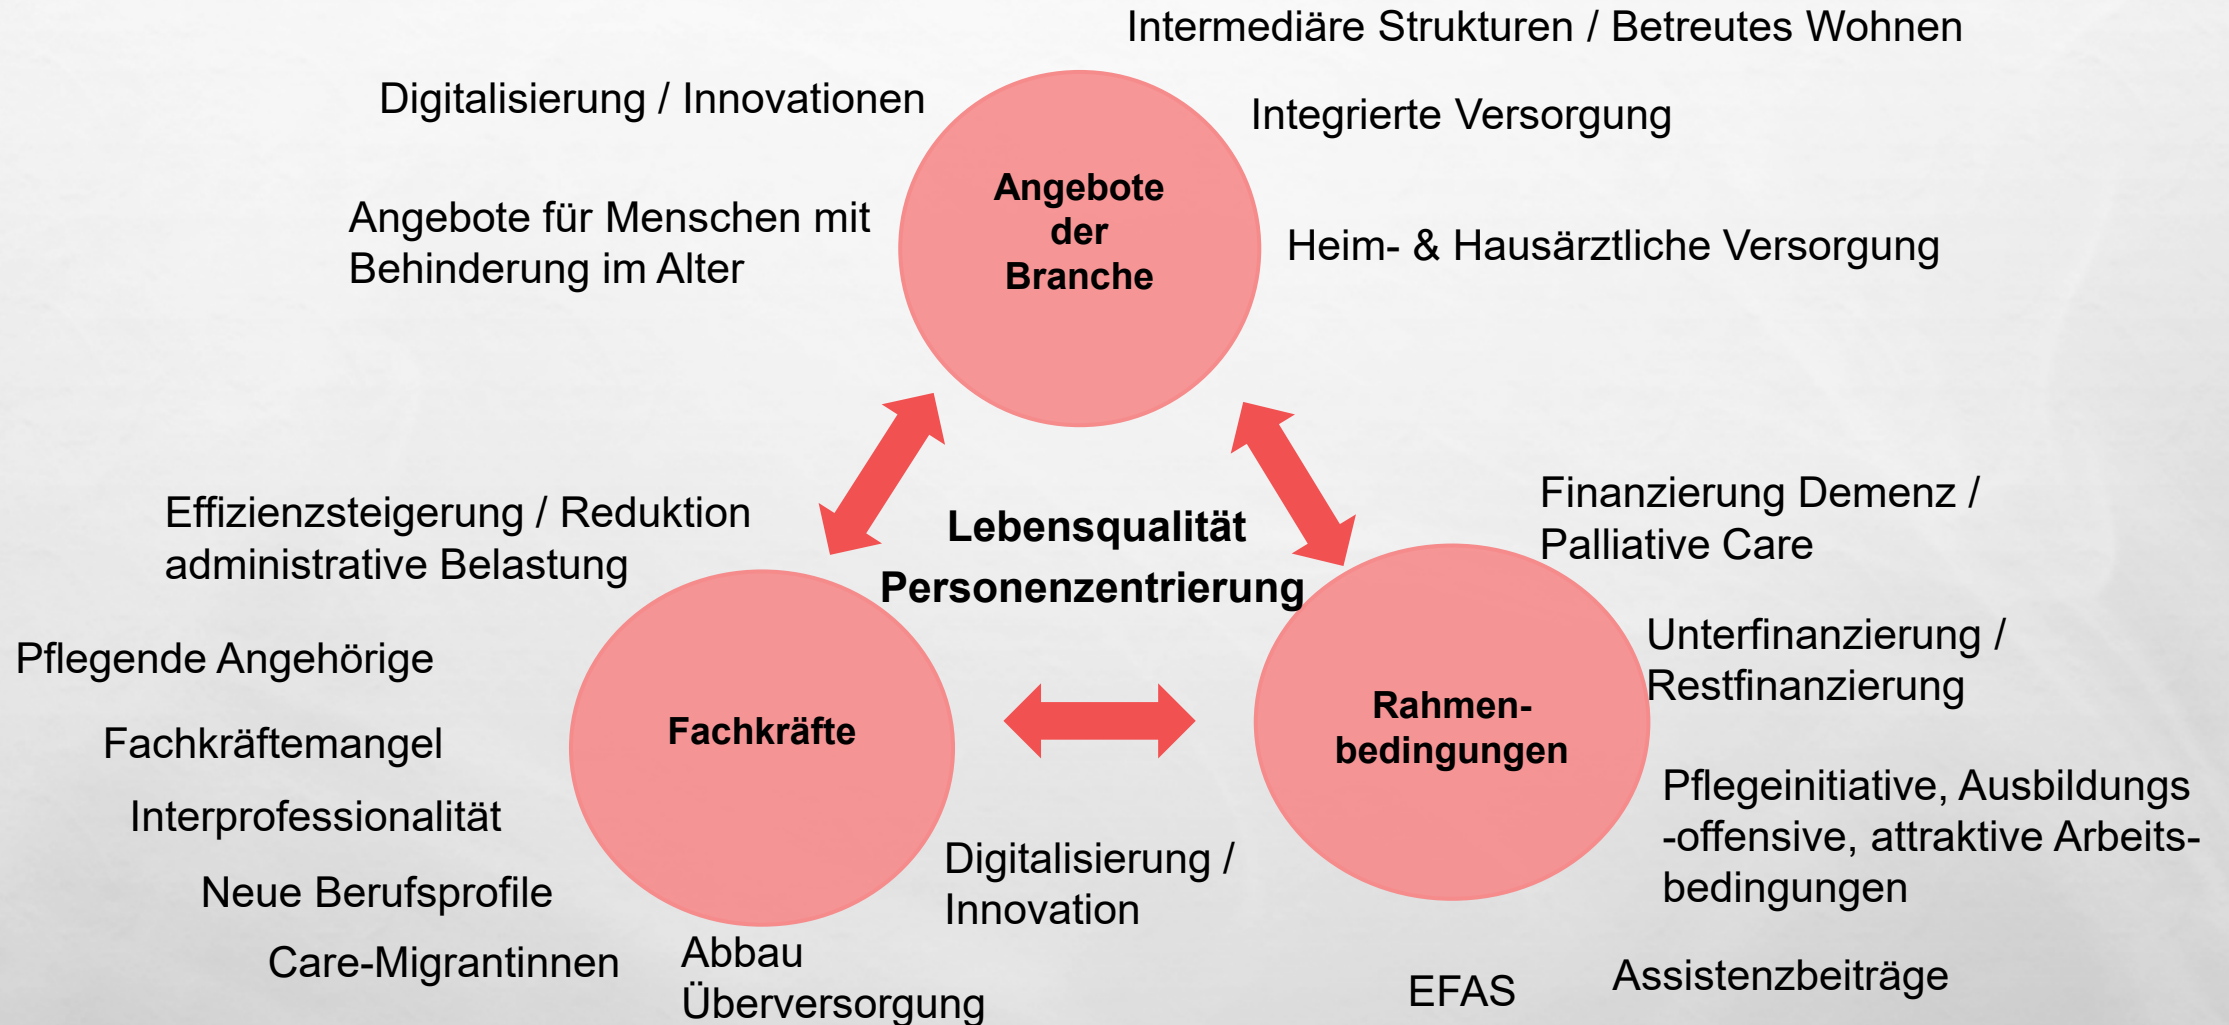 Intermediäre Strukturen / Betreutes Wohnen
Digitalisierung / Innovationen
Integrierte Versorgung
Angebote
der
Branche
Angebote für Menschen mit
Behinderung im Alter
Heim- & Hausärztliche Versorgung
Effizienzsteigerung / Reduktion
administrative Belastung
Lebensqualität
Personenzentrierung
Finanzierung Demenz /
Palliative Care
Pflegende Angehörige
Unterfinanzierung /
Restfinanzierung
Fachkräfte
Rahmen-
bedingungen
Fachkräftemangel
Interprofessionalität
Pflegeinitiative, Ausbildungs
-offensive, attraktive Arbeits-
bedingungen
Neue Berufsprofile
Digitalisierung /
Innovation
Care-Migrantinnen
Abbau
Überversorgung
EFAS
Assistenzbeiträge